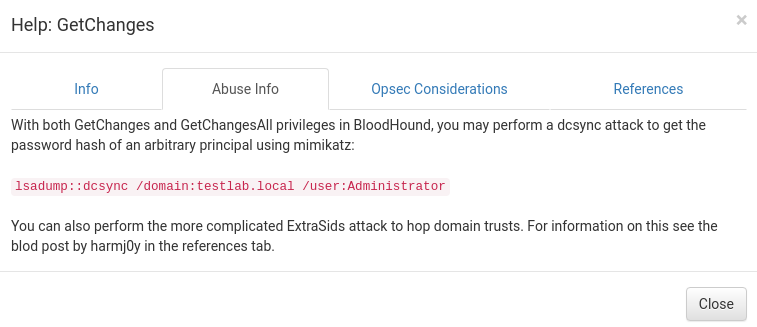 Help: GetChanges
×
Info
Abuse Info
Opsec Considerations
References
With both GetChanges and GetChangesAll privileges in BloodHound, you may perform a dcsync attack to get the
password hash of an arbitrary principal using mimikatz:
lsadump::dcsync /domain:testlab.local /user:Administrator
You can also perform the more complicated ExtraSids attack to hop domain trusts. For information on this see the
blod post by harmj0y in the references tab.
Close